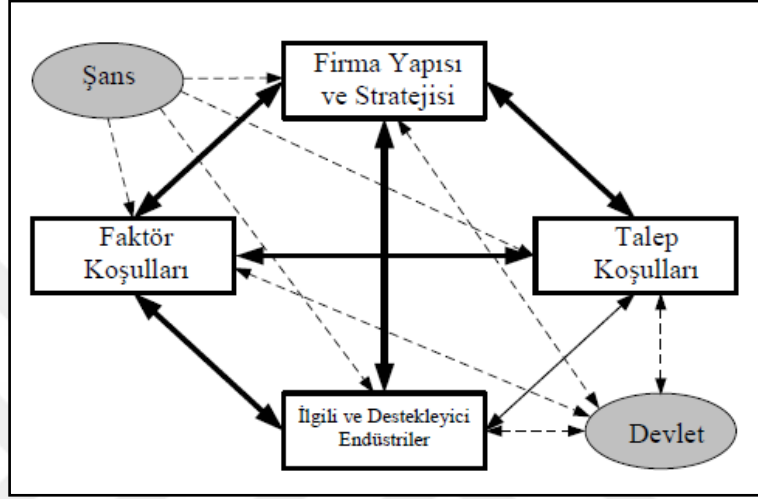 Şans
Firma Yapısı
ve Stratejisi
Faktör
Koşulları
Talep
Koşulları
İlgili ve Destekleyici
Endüstriler
Devlet